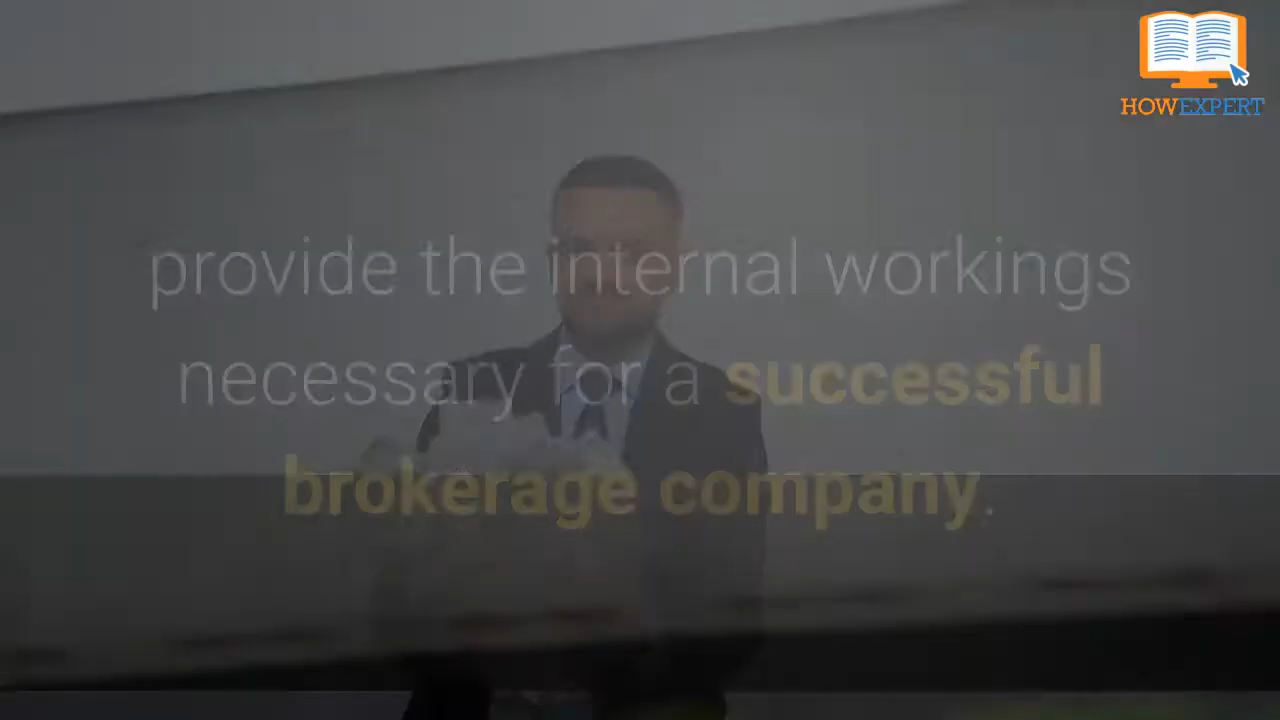 HOWEXPERT
provide the internal workings
necessary for a successful
brokerage company.